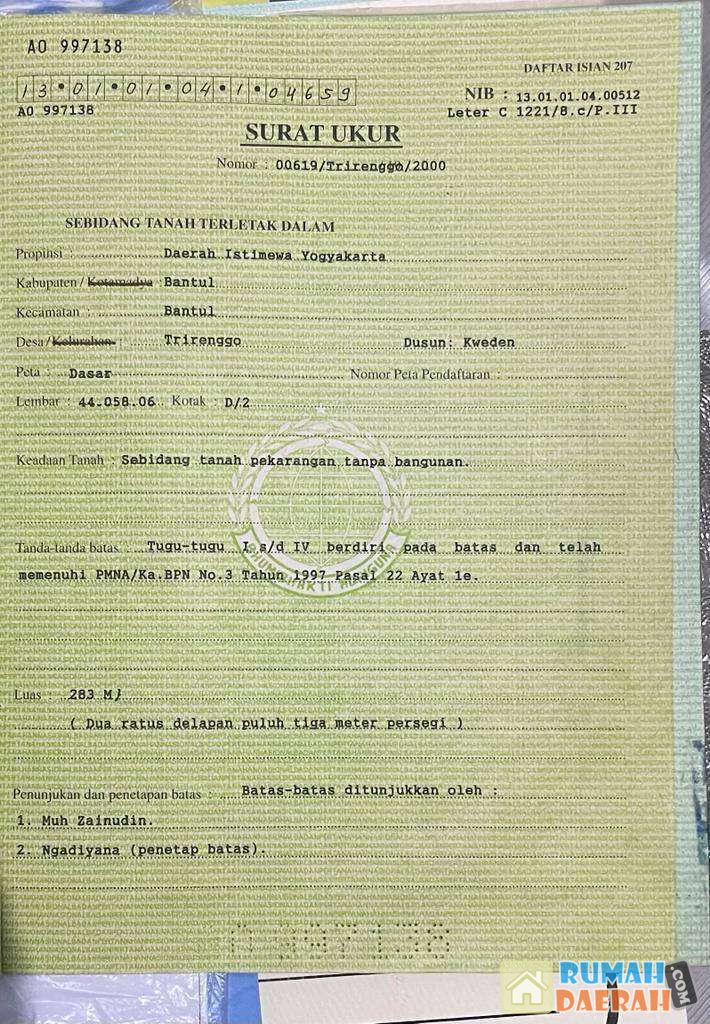 AO 997138
DAFTAR ISIAN 207
13.01.01.04.1.04659
AO 997138
NIB : 13.01.01.04.00512
Leter C 1221/8.c/P.III
SURAT UKUR
Nomor : 00619/Trirenggo/2000
SEBIDANG TANAH TERLETAK DALAM
Propinsi : Daerah Istimewa Yogyakarta
Kabupaten / Kotamadya Bantul
Kecamatan : Bantul
Desa / Kelurahan : Trirenggo Dusun: Kweden
Peta : Dasar Nomor Peta Pendaftaran :
Lembar : 44.058.06 Kotak : D/2
Keadaan Tanah : Sebidang tanah pekarangan tanpa bangunan.
Tanda-tanda batas : Tugu-tugu I s/d IV berdiri pada batas dan telah
memenuhi PMNA/Ka.BPN No.3 Tahun 1997 Pasal 22 Ayat 1e.
BHUMI BHAKTI
Luas : 283 M
( Dua ratus delapan puluh tiga meter persegi )
Penunjukan dan penetapan batas : Batas-batas ditunjukkan oleh :
1. Muh Zainudin.
2. Ngadiyana (penetap batas).
997138
RUMAH
DAERAH
.COM